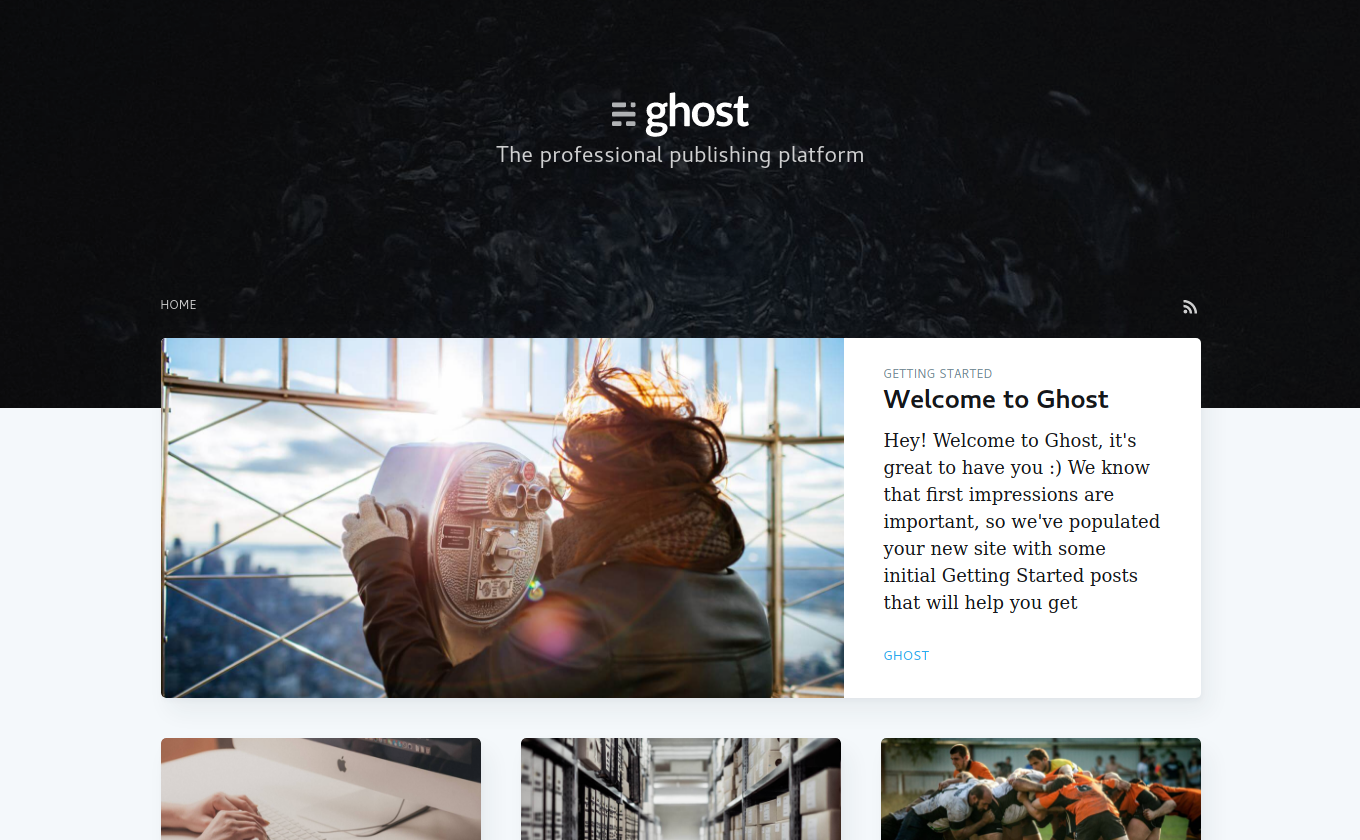 ghost
The professional publishing platform
HOME
GETTING STARTED
Welcome to Ghost
Hey! Welcome to Ghost, it's
great to have you :) We know
that first impressions are
important, so we've populated
your new site with some
initial Getting Started posts
that will help you get
GHOST